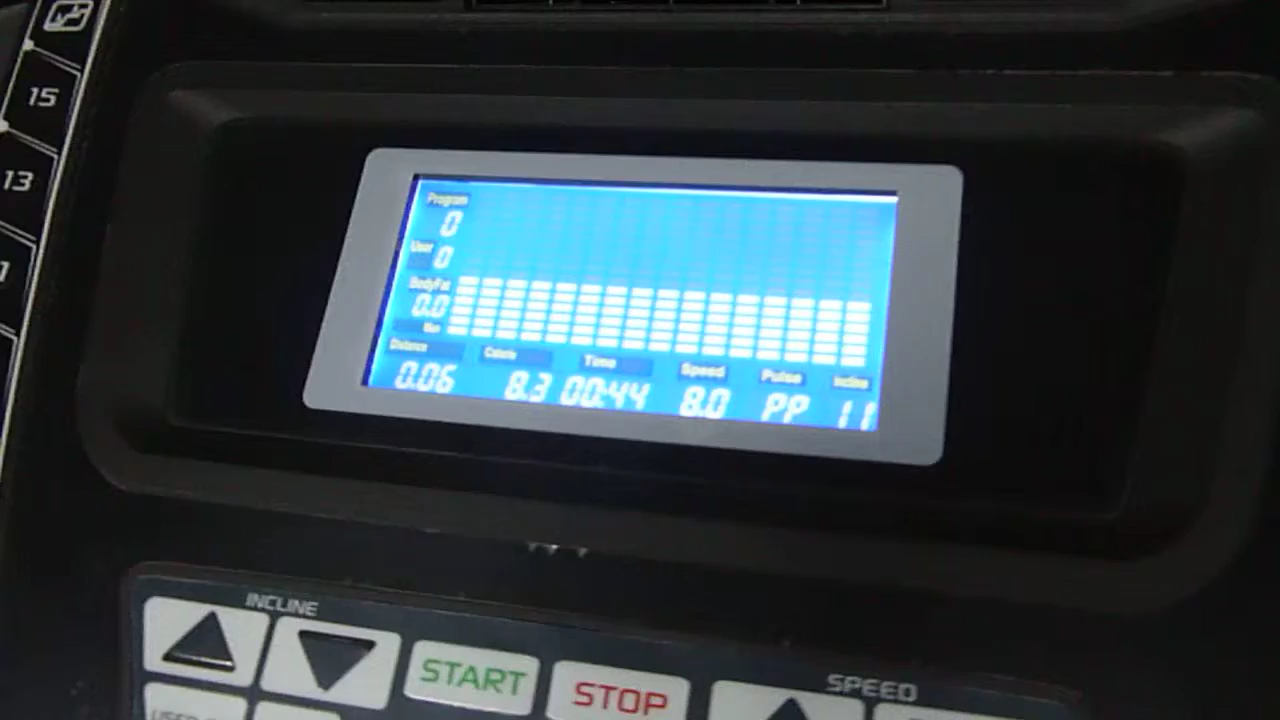 15
13
Program
0
User
0
BodyFat
0.0
Distance Calorie Time Speed Pulse Incline
0.06 8.3 00:44 8.0 PP 11
INCLINE
START STOP
SPEED